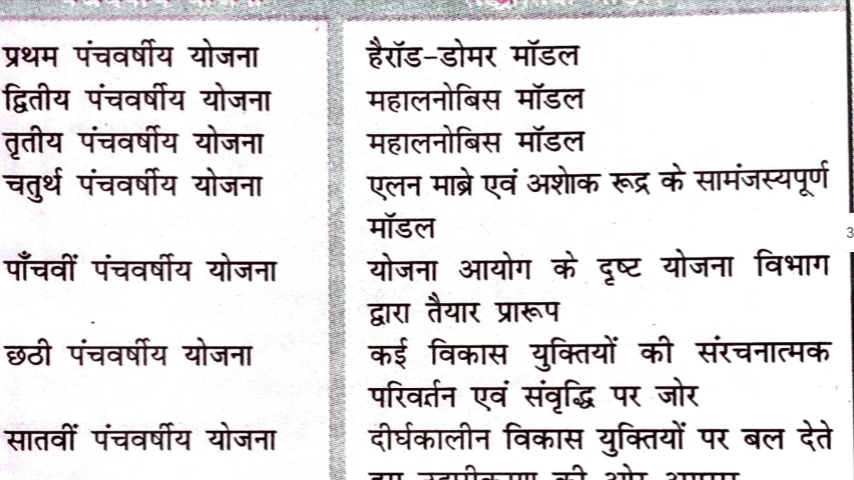 प्रथम पंचवर्षीय योजना
हैरॉड-डोमर मॉडल
द्वितीय पंचवर्षीय योजना
महालनोबिस मॉडल
तृतीय पंचवर्षीय योजना
महालनोबिस मॉडल
चतुर्थ पंचवर्षीय योजना
एलन मान्ने एवं अशोक रूद्र के सामंजस्यपूर्ण
मॉडल
पाँचवीं पंचवर्षीय योजना
योजना आयोग के दृष्ट योजना विभाग
द्वारा तैयार प्रारूप
छठी पंचवर्षीय योजना
कई विकास युक्तियों की संरचनात्मक
परिवर्तन एवं संवृद्धि पर जोर
सातवीं पंचवर्षीय योजना
दीर्घकालीन विकास युक्तियों पर बल देते
3